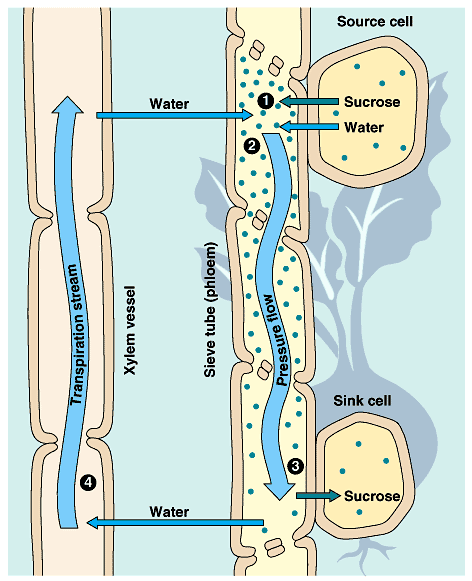 Source cell
Water
1
Sucrose
2
Water
Transpiration stream
Xylem vessel
Sieve tube (phloem)
Pressure flow
Sink cell
3
4
Sucrose
Water